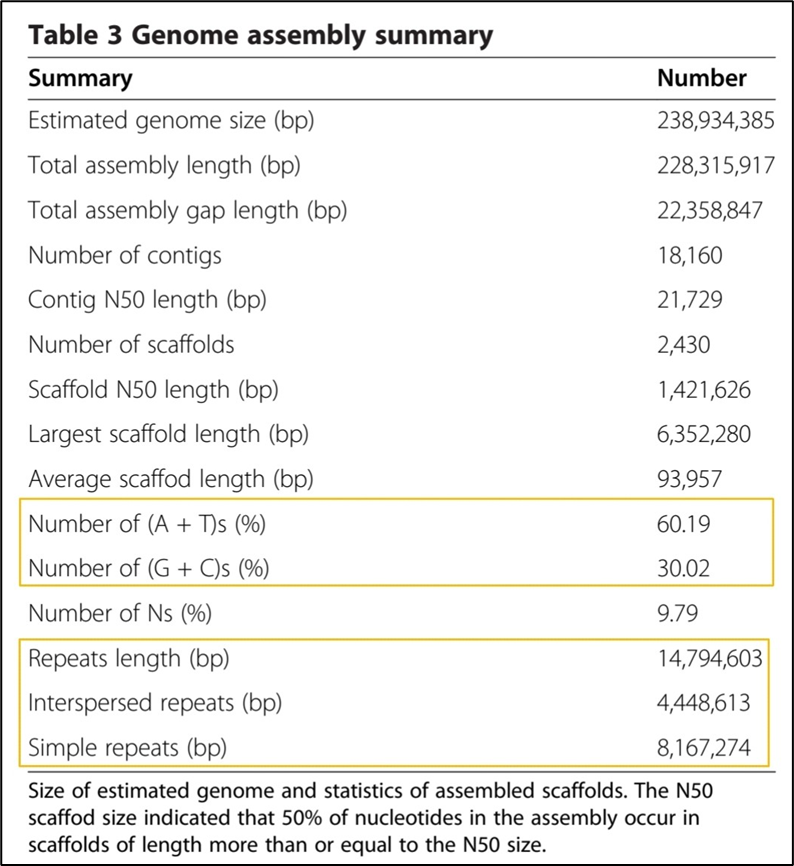 Table 3 Genome assembly summary
Summary Number
Estimated genome size (bp) 238,934,385
Total assembly length (bp) 228,315,917
Total assembly gap length (bp) 22,358,847
Number of contigs 18,160
Contig N50 length (bp) 21,729
Number of scaffolds 2,430
Scaffold N50 length (bp) 1,421,626
Largest scaffold length (bp) 6,352,280
Average scaffod length (bp) 93,957
Number of (A + T)s (%) 60.19
Number of (G + C)s (%) 30.02
Number of Ns (%) 9.79
Repeats length (bp) 14,794,603
Interspersed repeats (bp) 4,448,613
Simple repeats (bp) 8,167,274
Size of estimated genome and statistics of assembled scaffolds. The N50
scaffod size indicated that 50% of nucleotides in the assembly occur in
scaffolds of length more than or equal to the N50 size.